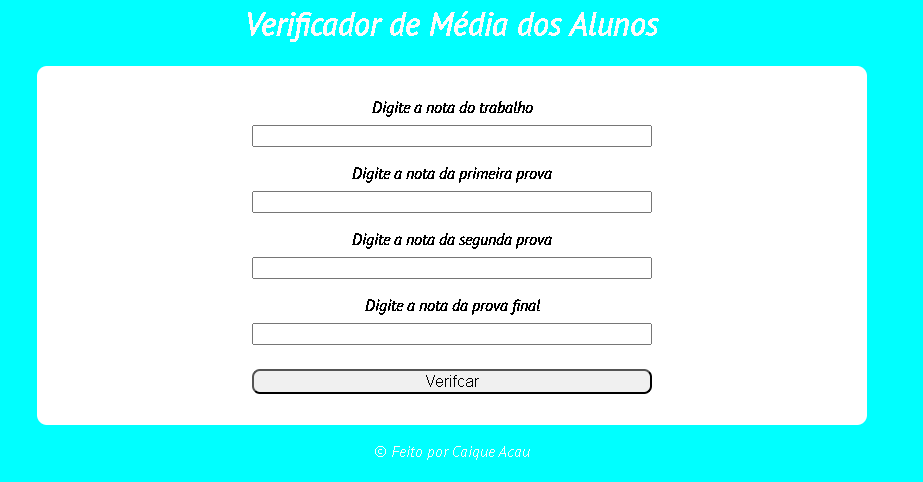 Verificador de Média dos Alunos
Digite a nota do trabalho
Digite a nota da primeira prova
Digite a nota da segunda prova
Digite a nota da prova final
Verifcar
© Feito por Caique Acau